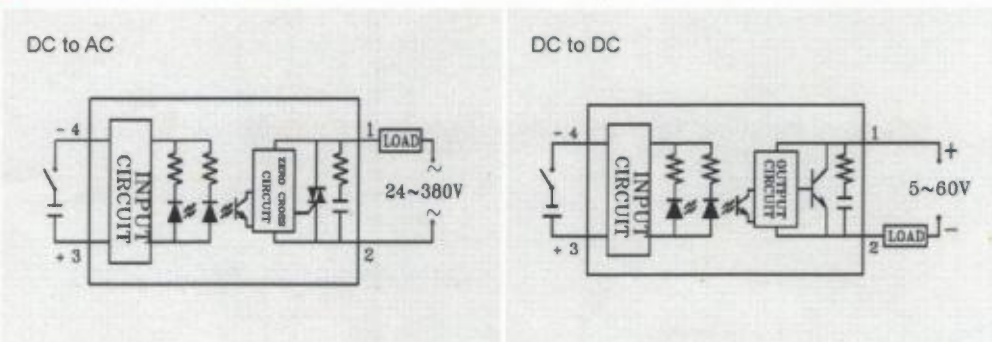 DC to AC
- 4
+ 3
INPUT CIRCUIT
ZERO CROSS CIRCUIT
1
LOAD
24~380V
2
DC to DC
- 4
+ 3
INPUT CIRCUIT
OUTPUT CIRCUIT
1
+
5~60V
-
2
LOAD